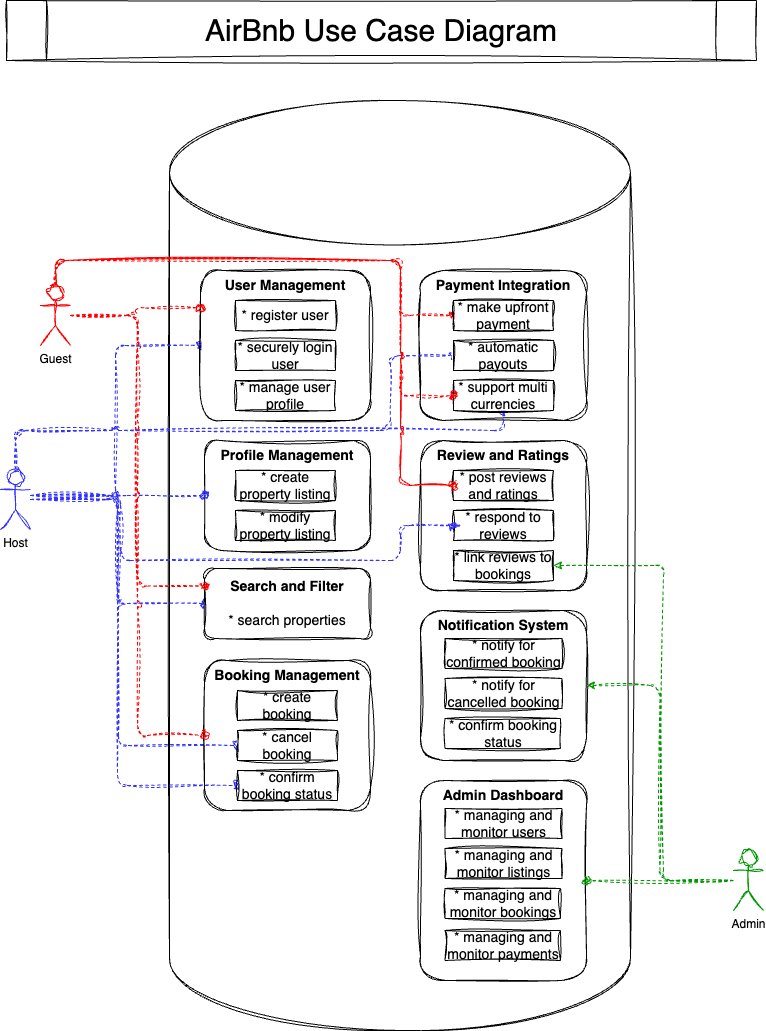 AirBnb Use Case Diagram
User Management
* register user
* securely login
user
* manage user
profile
Payment Integration
* make upfront
payment
* automatic
payouts
* support multi
currencies
Guest
Profile Management
* create
property listing
* modify
property listing
Review and Ratings
* post reviews
and ratings
* respond to
reviews
* link reviews to
bookings
Host
Search and Filter
* search properties
Notification System
* notify for
confirmed booking
* notify for
cancelled booking
* confirm booking
status
Booking Management
* create
booking
* cancel
booking
* confirm
booking status
Admin Dashboard
* managing and
monitor users
* managing and
monitor listings
* managing and
monitor bookings
* managing and
monitor payments
Admin